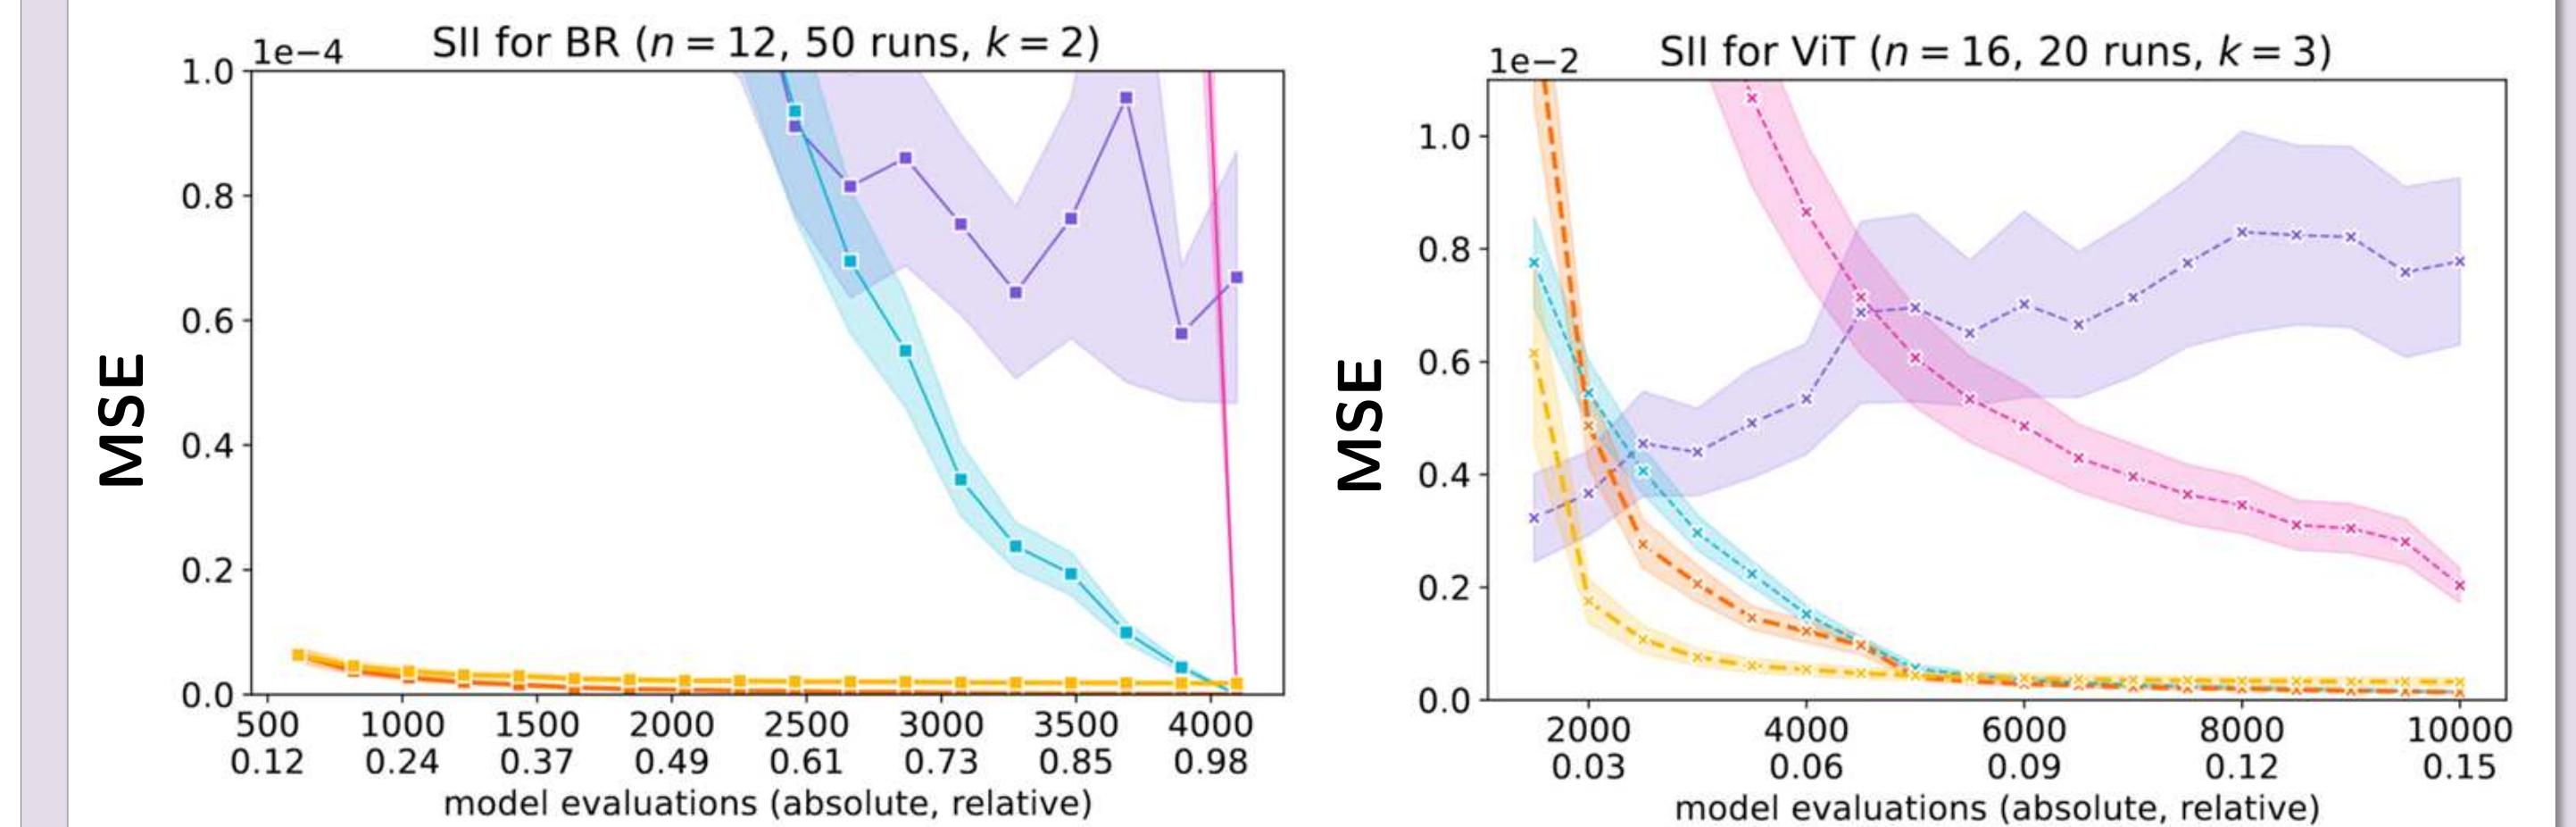 SII for BR (n = 12, 50 runs, k = 2)
1e−4
1.0
0.8
0.6
0.4
0.2
0.0
MSE
500 1000 1500 2000 2500 3000 3500 4000
0.12 0.24 0.37 0.49 0.61 0.73 0.85 0.98
model evaluations (absolute, relative)
SII for ViT (n = 16, 20 runs, k = 3)
1e−2
1.0
0.8
0.6
0.4
0.2
0.0
MSE
2000 4000 6000 8000 10000
0.03 0.06 0.09 0.12 0.15
model evaluations (absolute, relative)